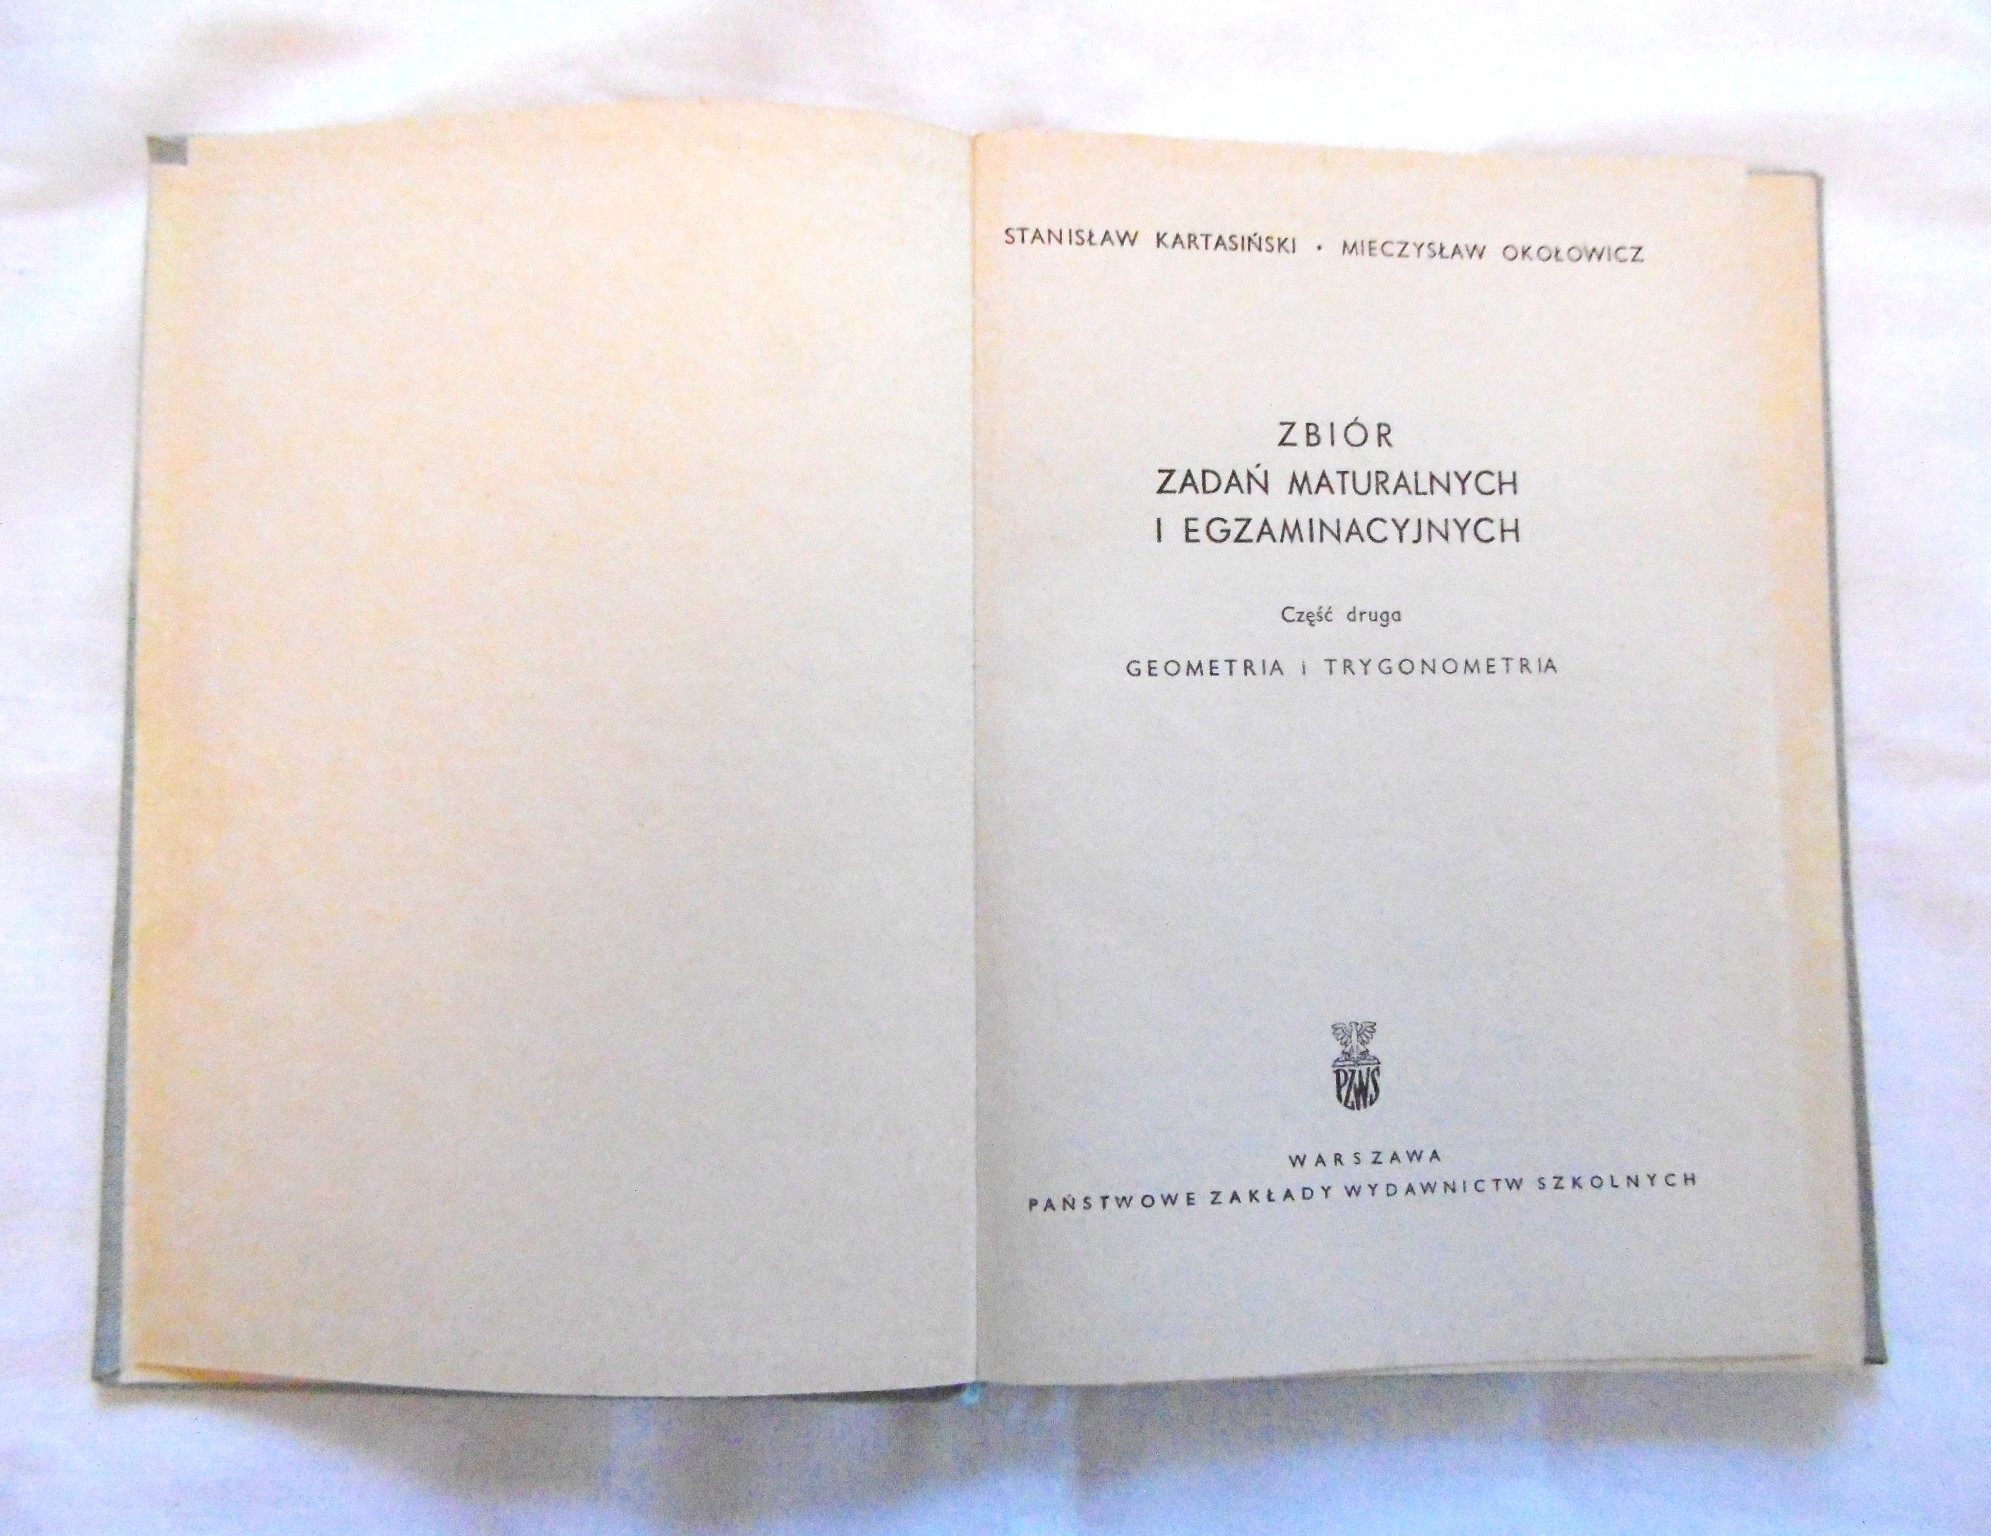 STANISŁAW KARTASIŃSKI • MIECZYSŁAW OKOŁOWICZ
ZBIÓR
ZADAŃ MATURALNYCH
I EGZAMINACYJNYCH
Część druga
GEOMETRIA i TRYGONOMETRIA
PZWS
WARSZAWA
PAŃSTWOWE ZAKŁADY WYDAWNICTW SZKOLNYCH